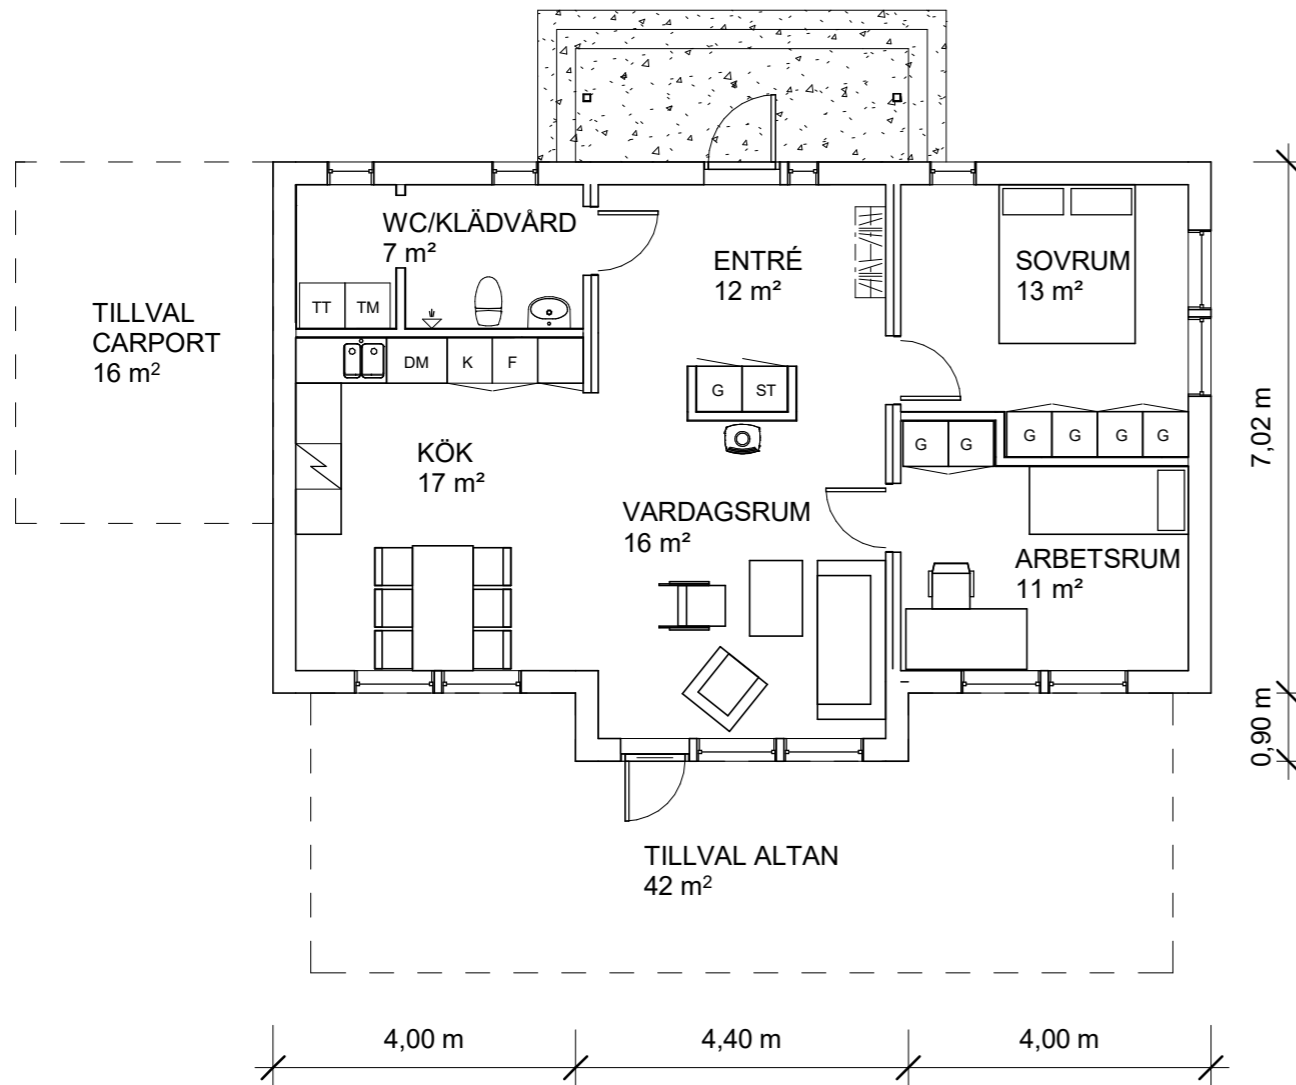 WC/KLÄDVÅRD
7 m²
ENTRÉ
12 m²
SOVRUM
13 m²
TT
TM
TILLVAL
CARPORT
16 m²
DM
K
F
G
ST
G
G
G
G
G
G
KÖK
17 m²
VARDAGSRUM
16 m²
ARBETSRUM
11 m²
7,02 m
0,90 m
TILLVAL ALTAN
42 m²
4,00 m
4,40 m
4,00 m